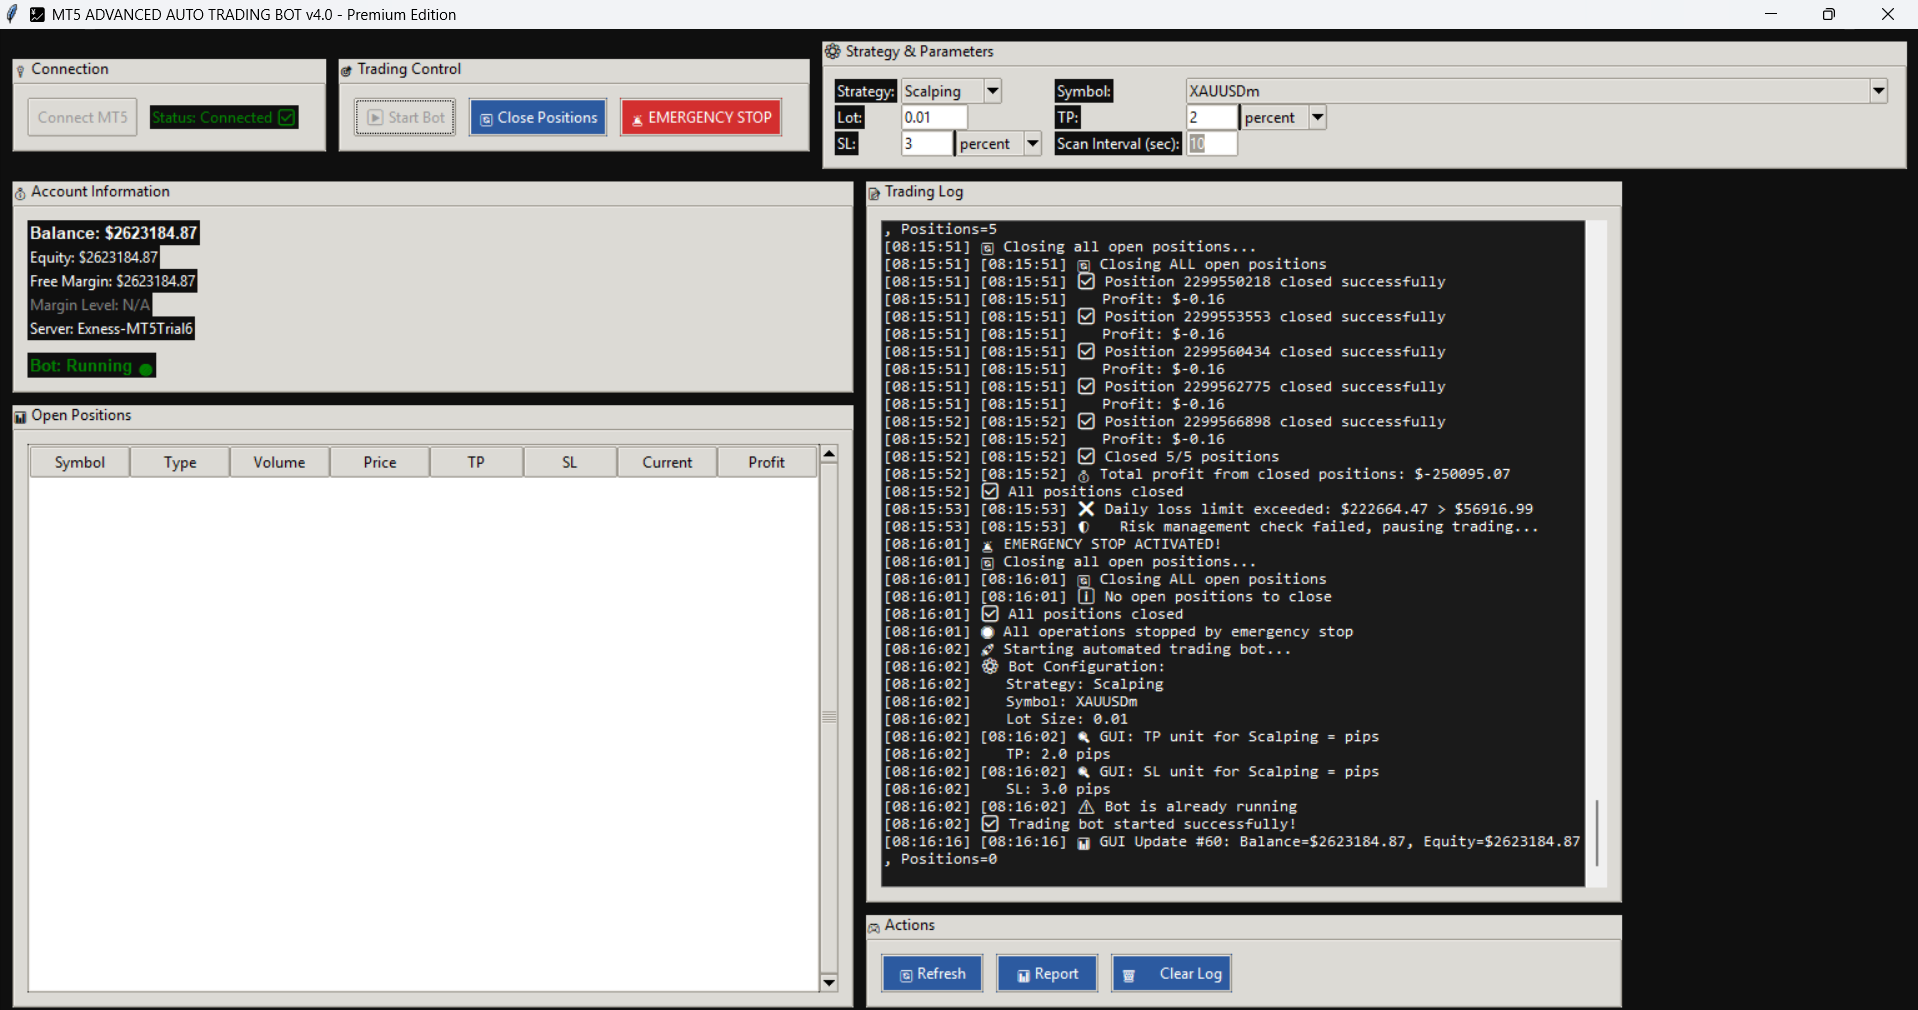 MT5 ADVANCED AUTO TRADING BOT v4.0 - Premium Edition
Connection
Connect MT5
Status: Connected
Trading Control
Start Bot
Close Positions
EMERGENCY STOP
Strategy & Parameters
Strategy: Scalping
Symbol: XAUUSDm
Lot: 0.01
TP: 2 percent
SL: 3 percent
Scan Interval (sec): 10
Account Information
Balance: $2623184.87
Equity: $2623184.87
Free Margin: $2623184.87
Margin Level: N/A
Server: Exness-MT5Trial6
Bot: Running
Open Positions
Symbol Type Volume Price TP SL Current Profit
Trading Log
, Positions=5
[08:15:51] Closing all open positions...
[08:15:51] [08:15:51] Closing ALL open positions
[08:15:51] [08:15:51] Position 2299550218 closed successfully
[08:15:51] [08:15:51] Profit: $-0.16
[08:15:51] [08:15:51] Position 2299553553 closed successfully
[08:15:51] [08:15:51] Profit: $-0.16
[08:15:51] [08:15:51] Position 2299560434 closed successfully
[08:15:51] [08:15:51] Profit: $-0.16
[08:15:51] [08:15:51] Position 2299562775 closed successfully
[08:15:51] [08:15:51] Profit: $-0.16
[08:15:52] [08:15:52] Position 2299566898 closed successfully
[08:15:52] [08:15:52] Profit: $-0.16
[08:15:52] [08:15:52] Closed 5/5 positions
[08:15:52] [08:15:52] Total profit from closed positions: $-250095.07
[08:15:52] All positions closed
[08:15:53] [08:15:53] Daily loss limit exceeded: $222664.47 > $56916.99
[08:15:53] [08:15:53] Risk management check failed, pausing trading...
[08:16:01] EMERGENCY STOP ACTIVATED!
[08:16:01] Closing all open positions...
[08:16:01] [08:16:01] Closing ALL open positions
[08:16:01] [08:16:01] No open positions to close
[08:16:01] All positions closed
[08:16:01] All operations stopped by emergency stop
[08:16:02] Starting automated trading bot...
[08:16:02] Bot Configuration:
[08:16:02] Strategy: Scalping
[08:16:02] Symbol: XAUUSDm
[08:16:02] Lot Size: 0.01
[08:16:02] [08:16:02] GUI: TP unit for Scalping = pips
[08:16:02] TP: 2.0 pips
[08:16:02] [08:16:02] GUI: SL unit for Scalping = pips
[08:16:02] SL: 3.0 pips
[08:16:02] [08:16:02] Bot is already running
[08:16:02] Trading bot started successfully!
[08:16:16] [08:16:16] GUI Update #60: Balance=$2623184.87, Equity=$2623184.87
, Positions=0
Actions
Refresh
Report
Clear Log